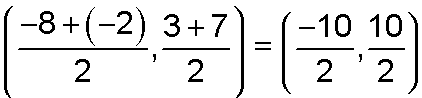 ( −8 + (−2) / 2 , 3 + 7 / 2 ) = ( −10 / 2 , 10 / 2 )